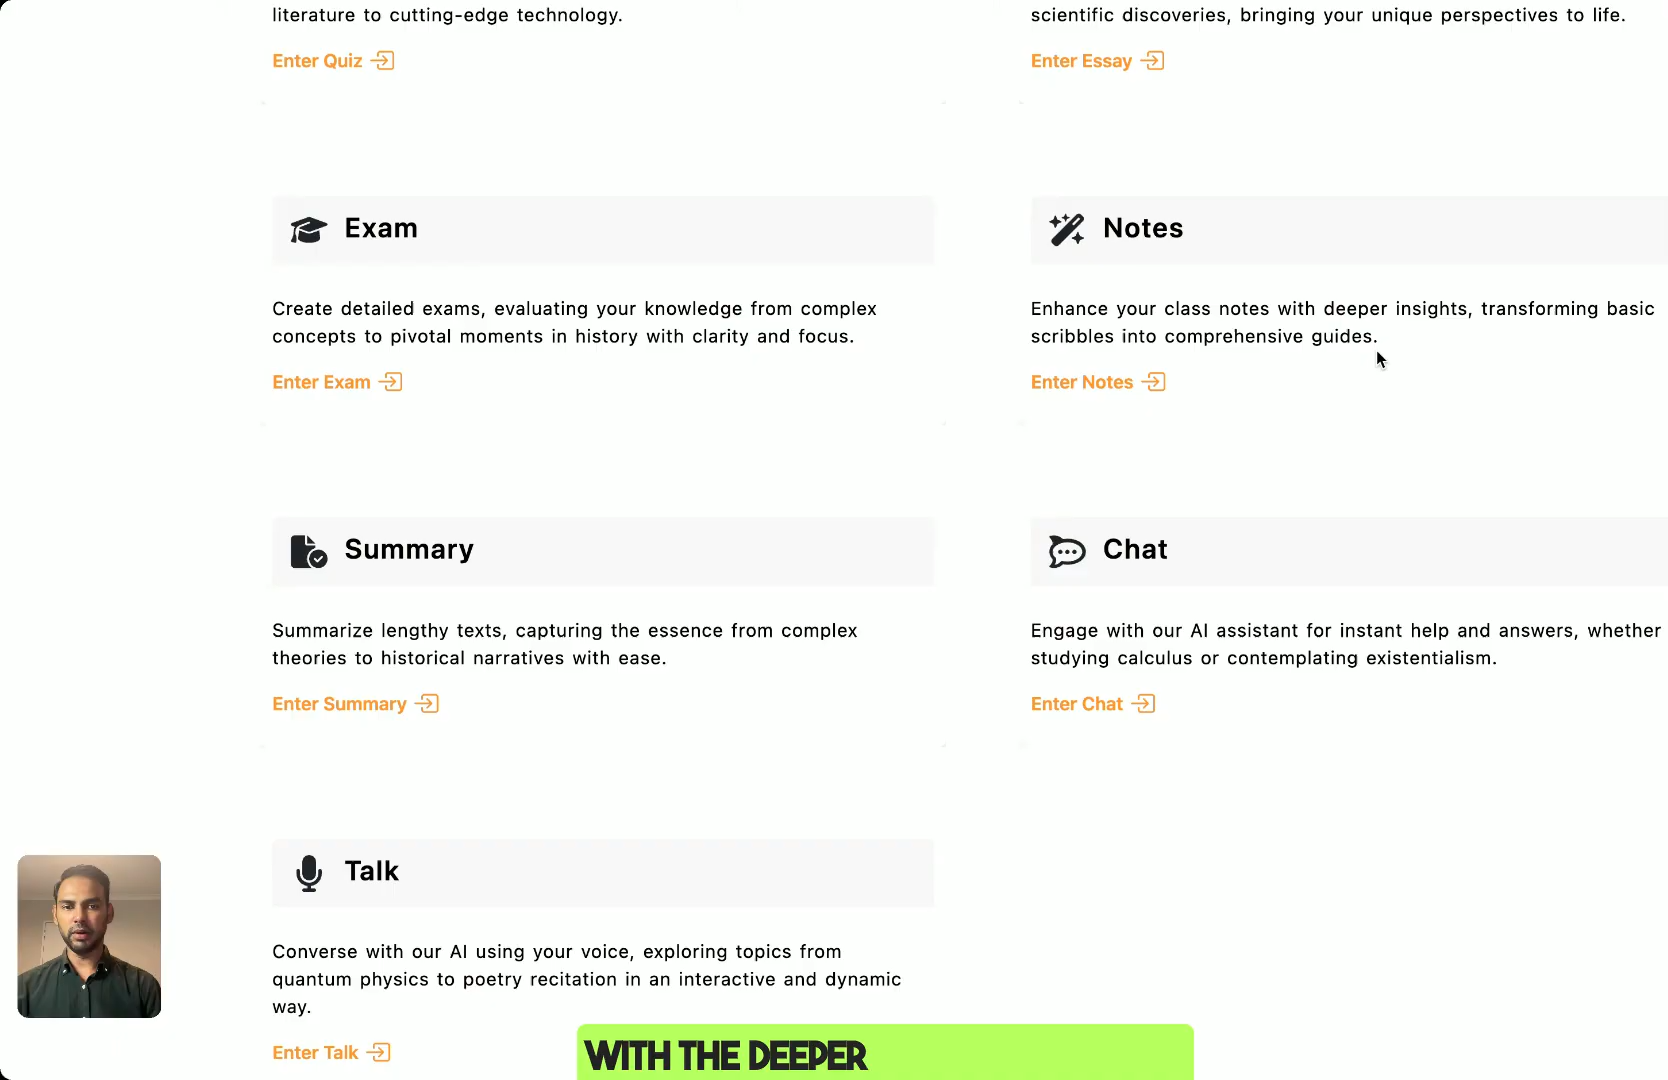 literature to cutting-edge technology.
Enter Quiz
scientific discoveries, bringing your unique perspectives to life.
Enter Essay
Exam
Create detailed exams, evaluating your knowledge from complex
concepts to pivotal moments in history with clarity and focus.
Enter Exam
Notes
Enhance your class notes with deeper insights, transforming basic
scribbles into comprehensive guides.
Enter Notes
Summary
Summarize lengthy texts, capturing the essence from complex
theories to historical narratives with ease.
Enter Summary
Chat
Engage with our AI assistant for instant help and answers, whether
studying calculus or contemplating existentialism.
Enter Chat
Talk
Converse with our AI using your voice, exploring topics from
quantum physics to poetry recitation in an interactive and dynamic
way.
Enter Talk
WITH THE DEEPER